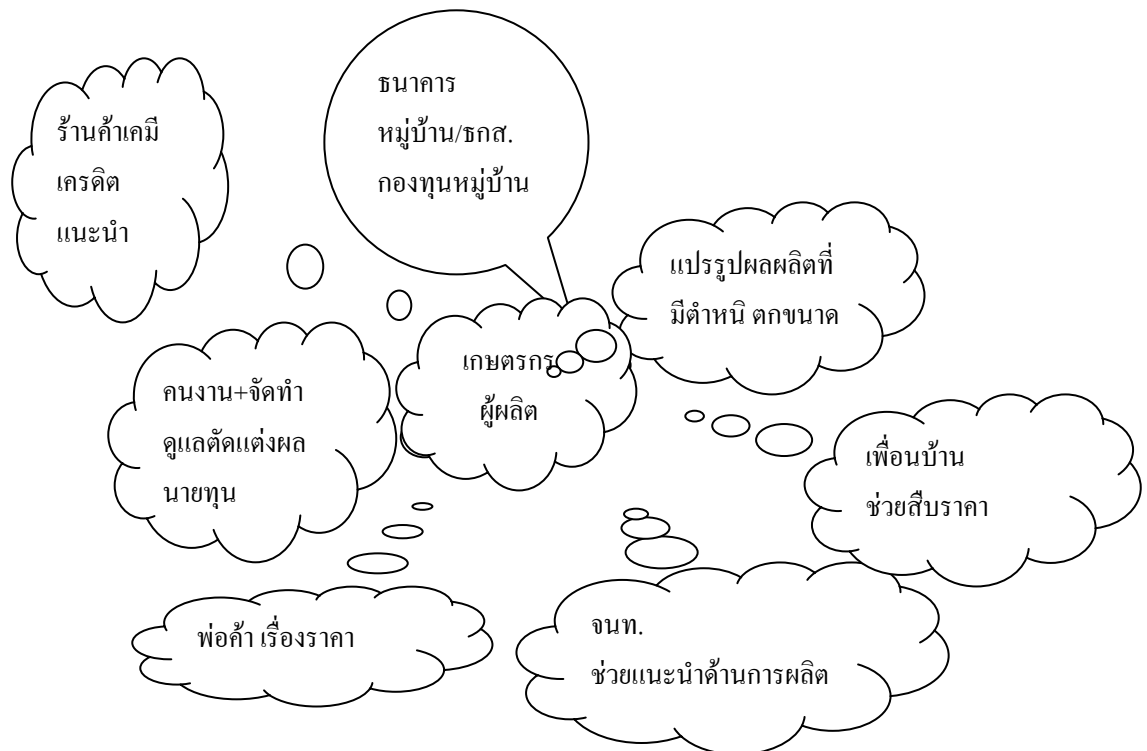 ธนาคาร
หมู่บ้าน/ธกส.
กองทุนหมู่บ้าน
ร้านค้าเคมี
เครดิต
แนะนำ
แปรรูปผลผลิตที่
มีตำหนิ ตกขนาด
เกษตรกร
ผู้ผลิต
คนงาน+จัดทำ
ดูแลตัดแต่งผล
นายทุน
เพื่อนบ้าน
ช่วยสืบราคา
พ่อค้า เรื่องราคา
จนท.
ช่วยแนะนำด้านการผลิต